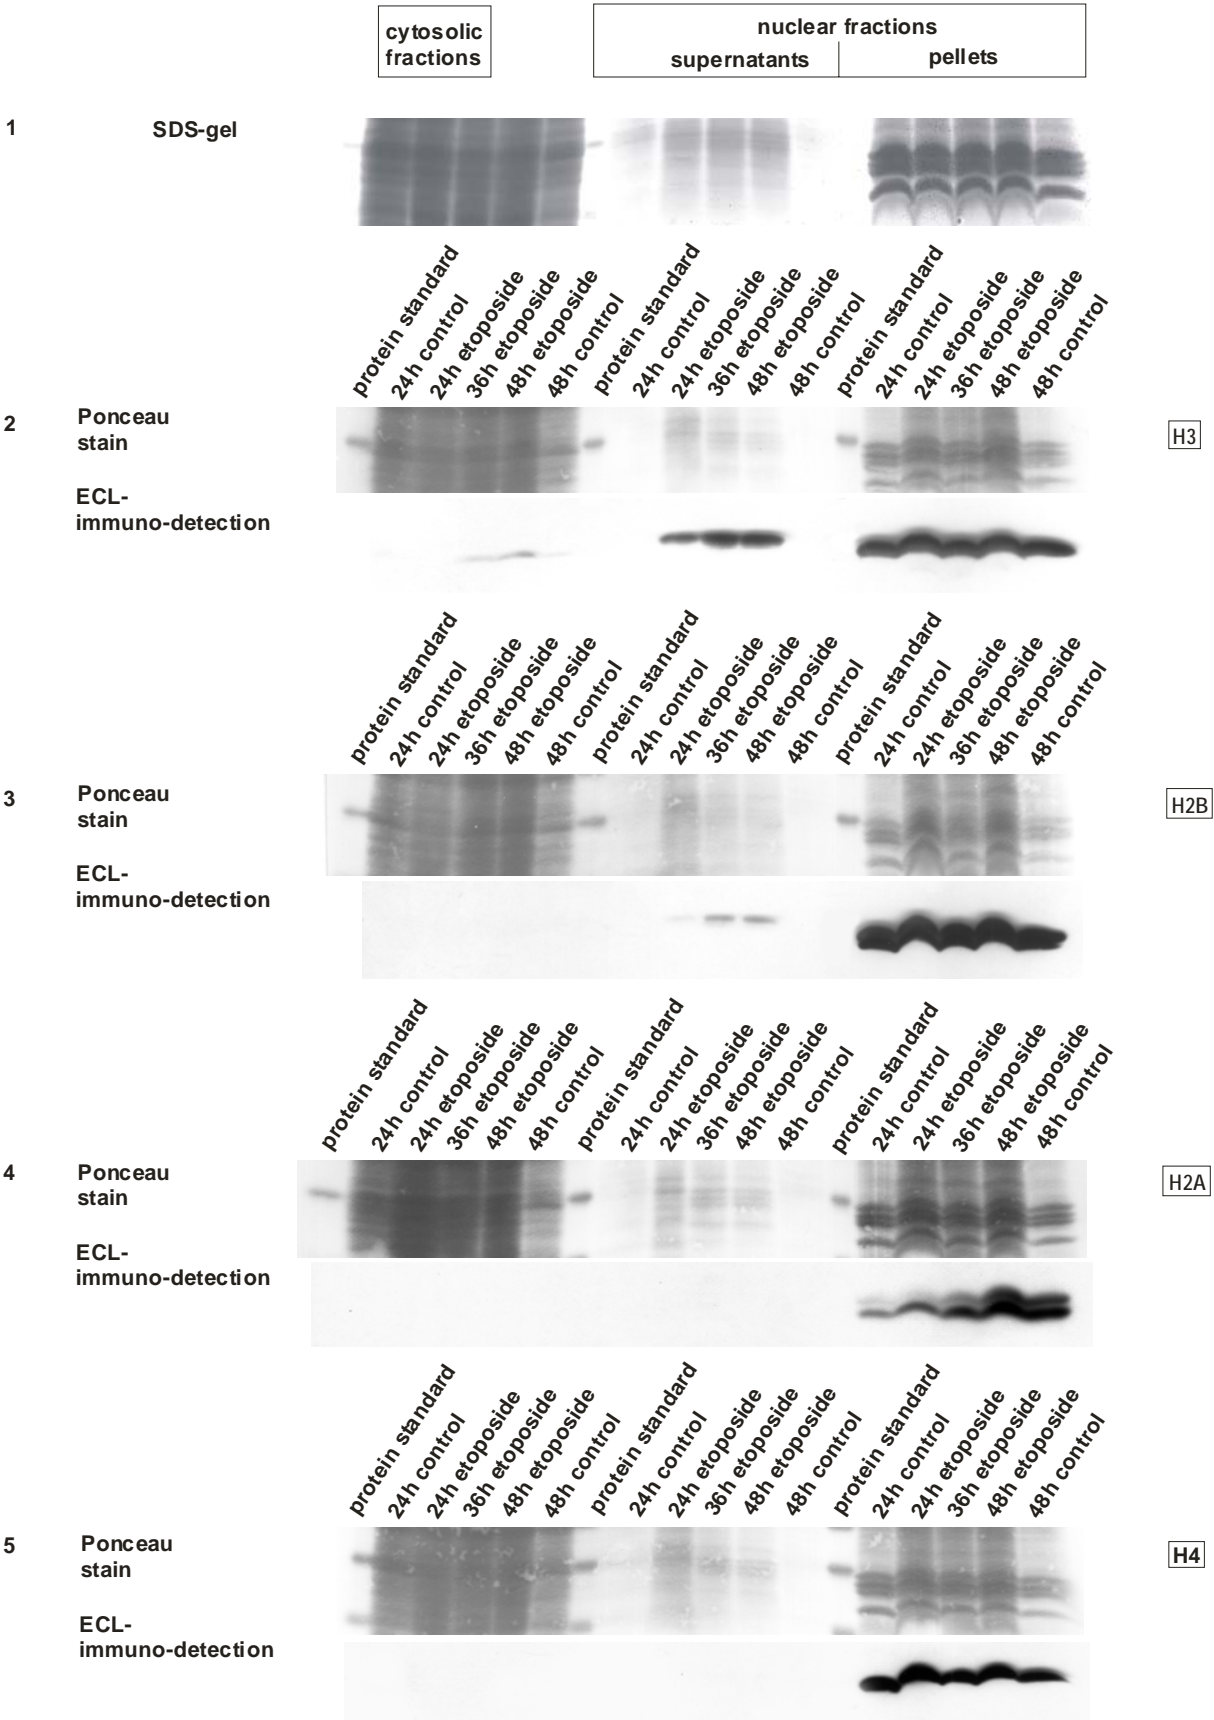 cytosolic
fractions
nuclear fractions
supernatants
pellets
1
SDS-gel
protein standard
24h control
24h etoposide
36h etoposide
48h etoposide
48h control
protein standard
24h control
24h etoposide
36h etoposide
48h etoposide
48h control
protein standard
24h control
24h etoposide
36h etoposide
48h etoposide
48h control
2
Ponceau
stain
H3
ECL-
immuno-detection
protein standard
24h control
24h etoposide
36h etoposide
48h etoposide
48h control
protein standard
24h control
24h etoposide
36h etoposide
48h etoposide
48h control
protein standard
24h control
24h etoposide
36h etoposide
48h etoposide
48h control
3
Ponceau
stain
H2B
ECL-
immuno-detection
protein standard
24h control
24h etoposide
36h etoposide
48h etoposide
48h control
protein standard
24h control
24h etoposide
36h etoposide
48h etoposide
48h control
protein standard
24h control
24h etoposide
36h etoposide
48h etoposide
48h control
4
Ponceau
stain
H2A
ECL-
immuno-detection
protein standard
24h control
24h etoposide
36h etoposide
48h etoposide
48h control
protein standard
24h control
24h etoposide
36h etoposide
48h etoposide
48h control
protein standard
24h control
24h etoposide
36h etoposide
48h etoposide
48h control
5
Ponceau
stain
H4
ECL-
immuno-detection